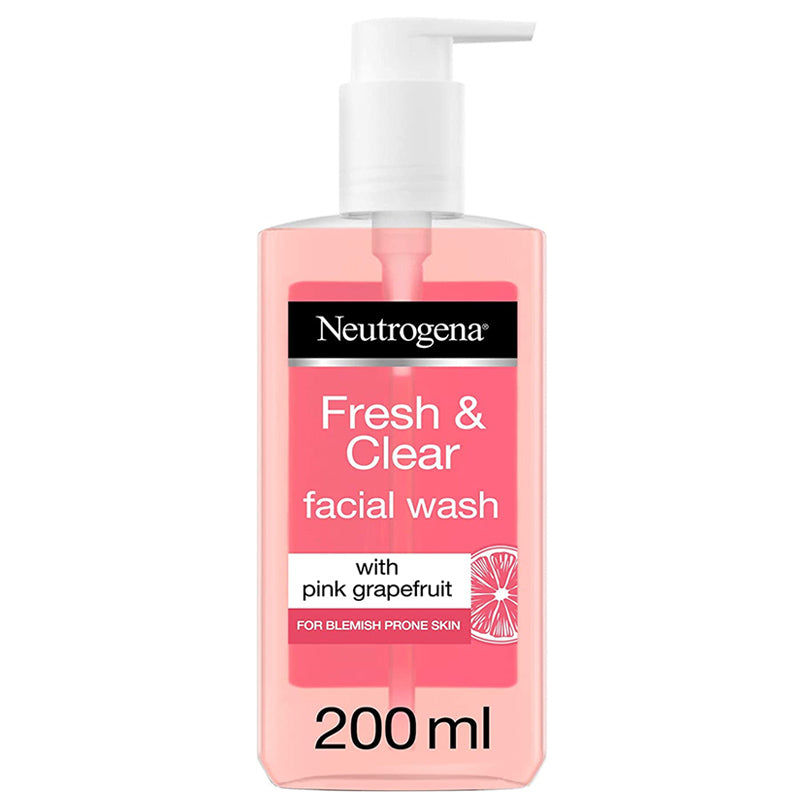 Neutrogena®
Fresh &
Clear
facial wash
with
pink grapefruit
FOR BLEMISH PRONE SKIN
200 ml